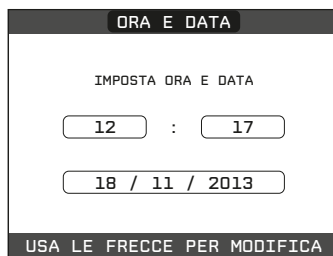 ORA E DATA
IMPOSTA ORA E DATA
12 : 17
18 / 11 / 2013
USA LE FRECCE PER MODIFICA